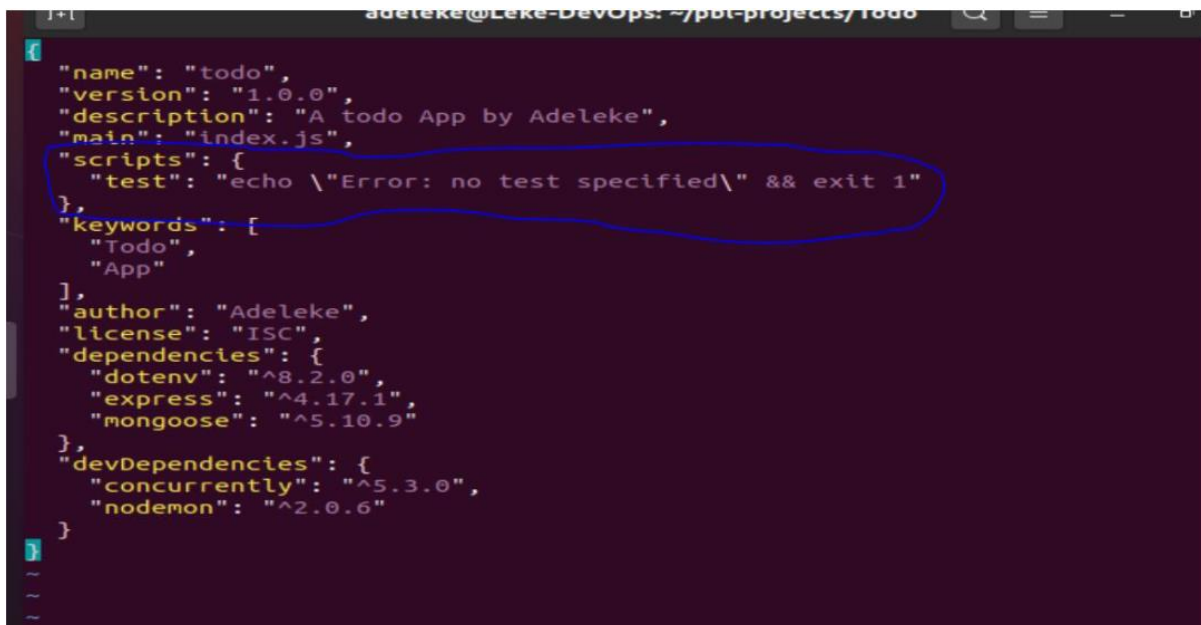 [+]
adeleke@Leke-DevOps: ~/pbl-projects/Todo
{
  "name": "todo",
  "version": "1.0.0",
  "description": "A todo App by Adeleke",
  "main": "index.js",
  "scripts": {
    "test": "echo \"Error: no test specified\" && exit 1"
  },
  "keywords": [
    "Todo",
    "App"
  ],
  "author": "Adeleke",
  "license": "ISC",
  "dependencies": {
    "dotenv": "^8.2.0",
    "express": "^4.17.1",
    "mongoose": "^5.10.9"
  },
  "devDependencies": {
    "concurrently": "^5.3.0",
    "nodemon": "^2.0.6"
  }
}
~
~
~